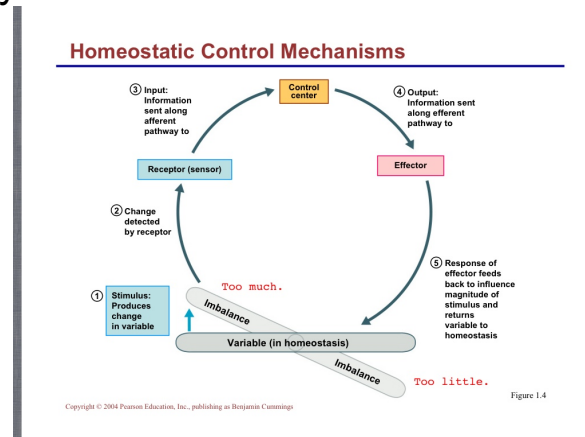 Homeostatic Control Mechanisms
③ Input:
Information
sent along
afferent
pathway to
Control
center
④ Output:
Information sent
along efferent
pathway to
Receptor (sensor)
Effector
② Change
detected
by receptor
① Stimulus:
Produces
change
in variable
Too much.
Imbalance
⑤ Response of
effector feeds
back to influence
magnitude of
stimulus and
returns
variable to
homeostasis
Variable (in homeostasis)
Imbalance
Too little.
Figure 1.4
Copyright © 2004 Pearson Education, Inc., publishing as Benjamin Cummings